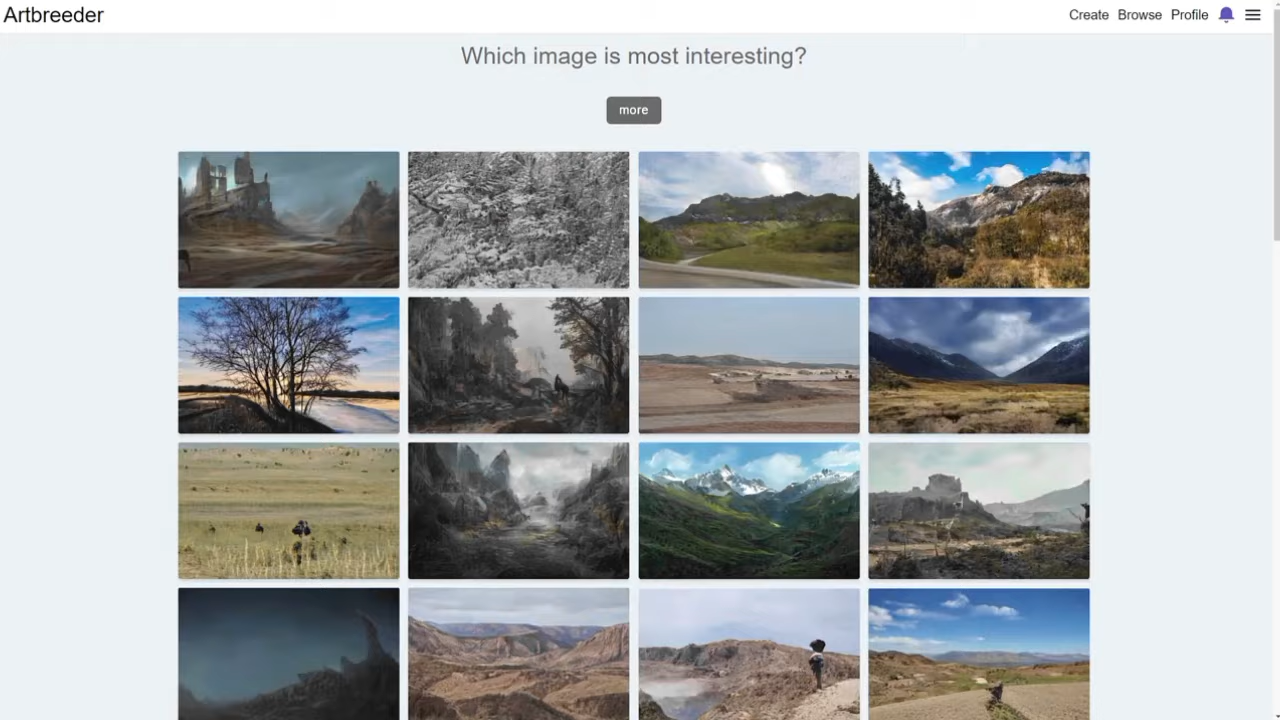 Artbreeder
Create Browse Profile
Which image is most interesting?
more